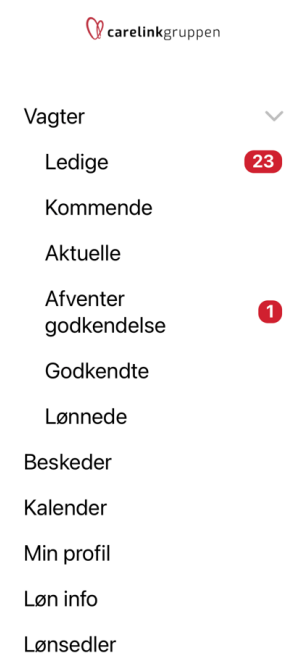 carelinkgruppen
Vagter
Ledige 23
Kommende
Aktuelle
Afventer
godkendelse 1
Godkendte
Lønnede
Beskeder
Kalender
Min profil
Løn info
Lønsedler